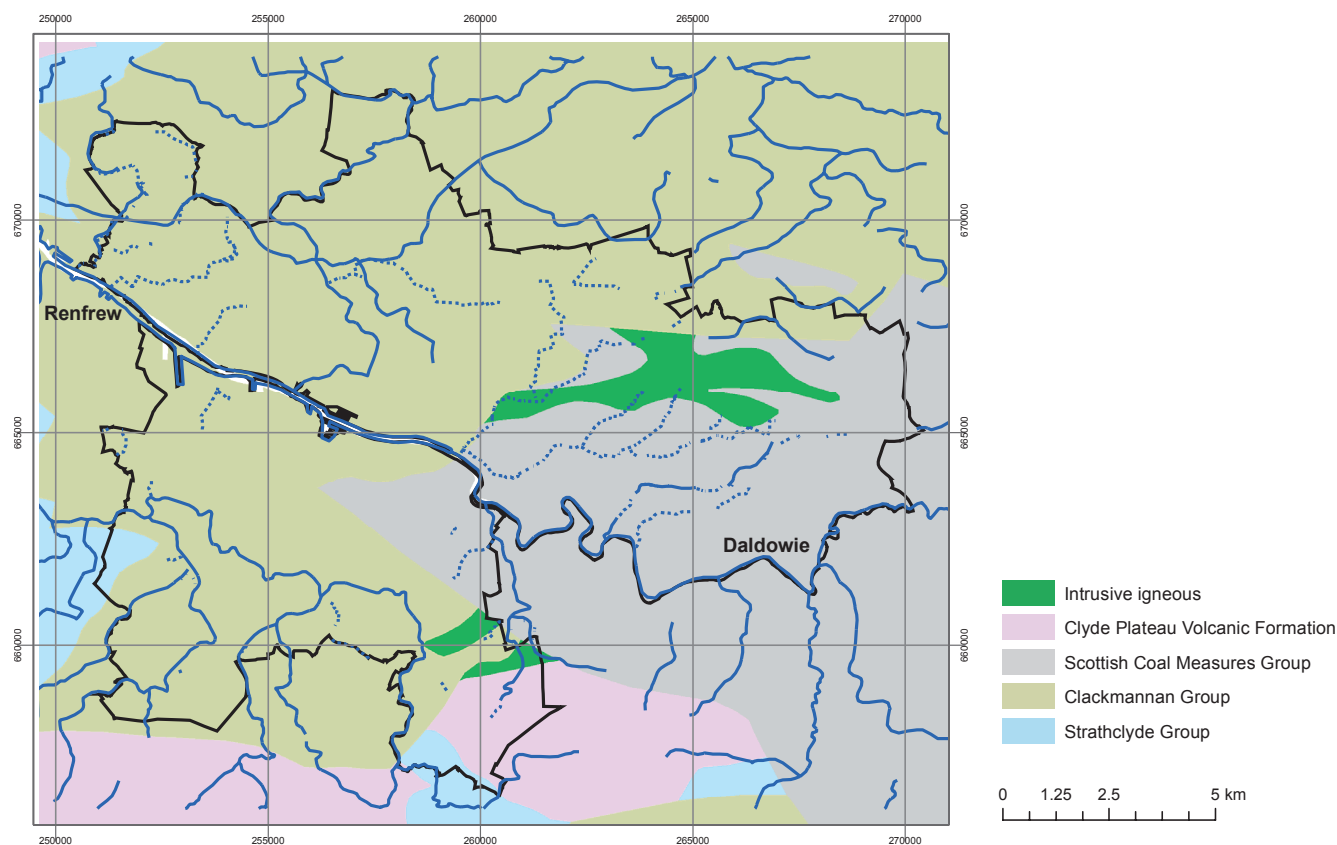 250000 255000 260000 265000 270000
670000 670000
Renfrew
665000 665000
Daldowie
660000 660000
250000 255000 260000 265000 270000
Intrusive igneous
Clyde Plateau Volcanic Formation
Scottish Coal Measures Group
Clackmannan Group
Strathclyde Group
0 1.25 2.5 5 km